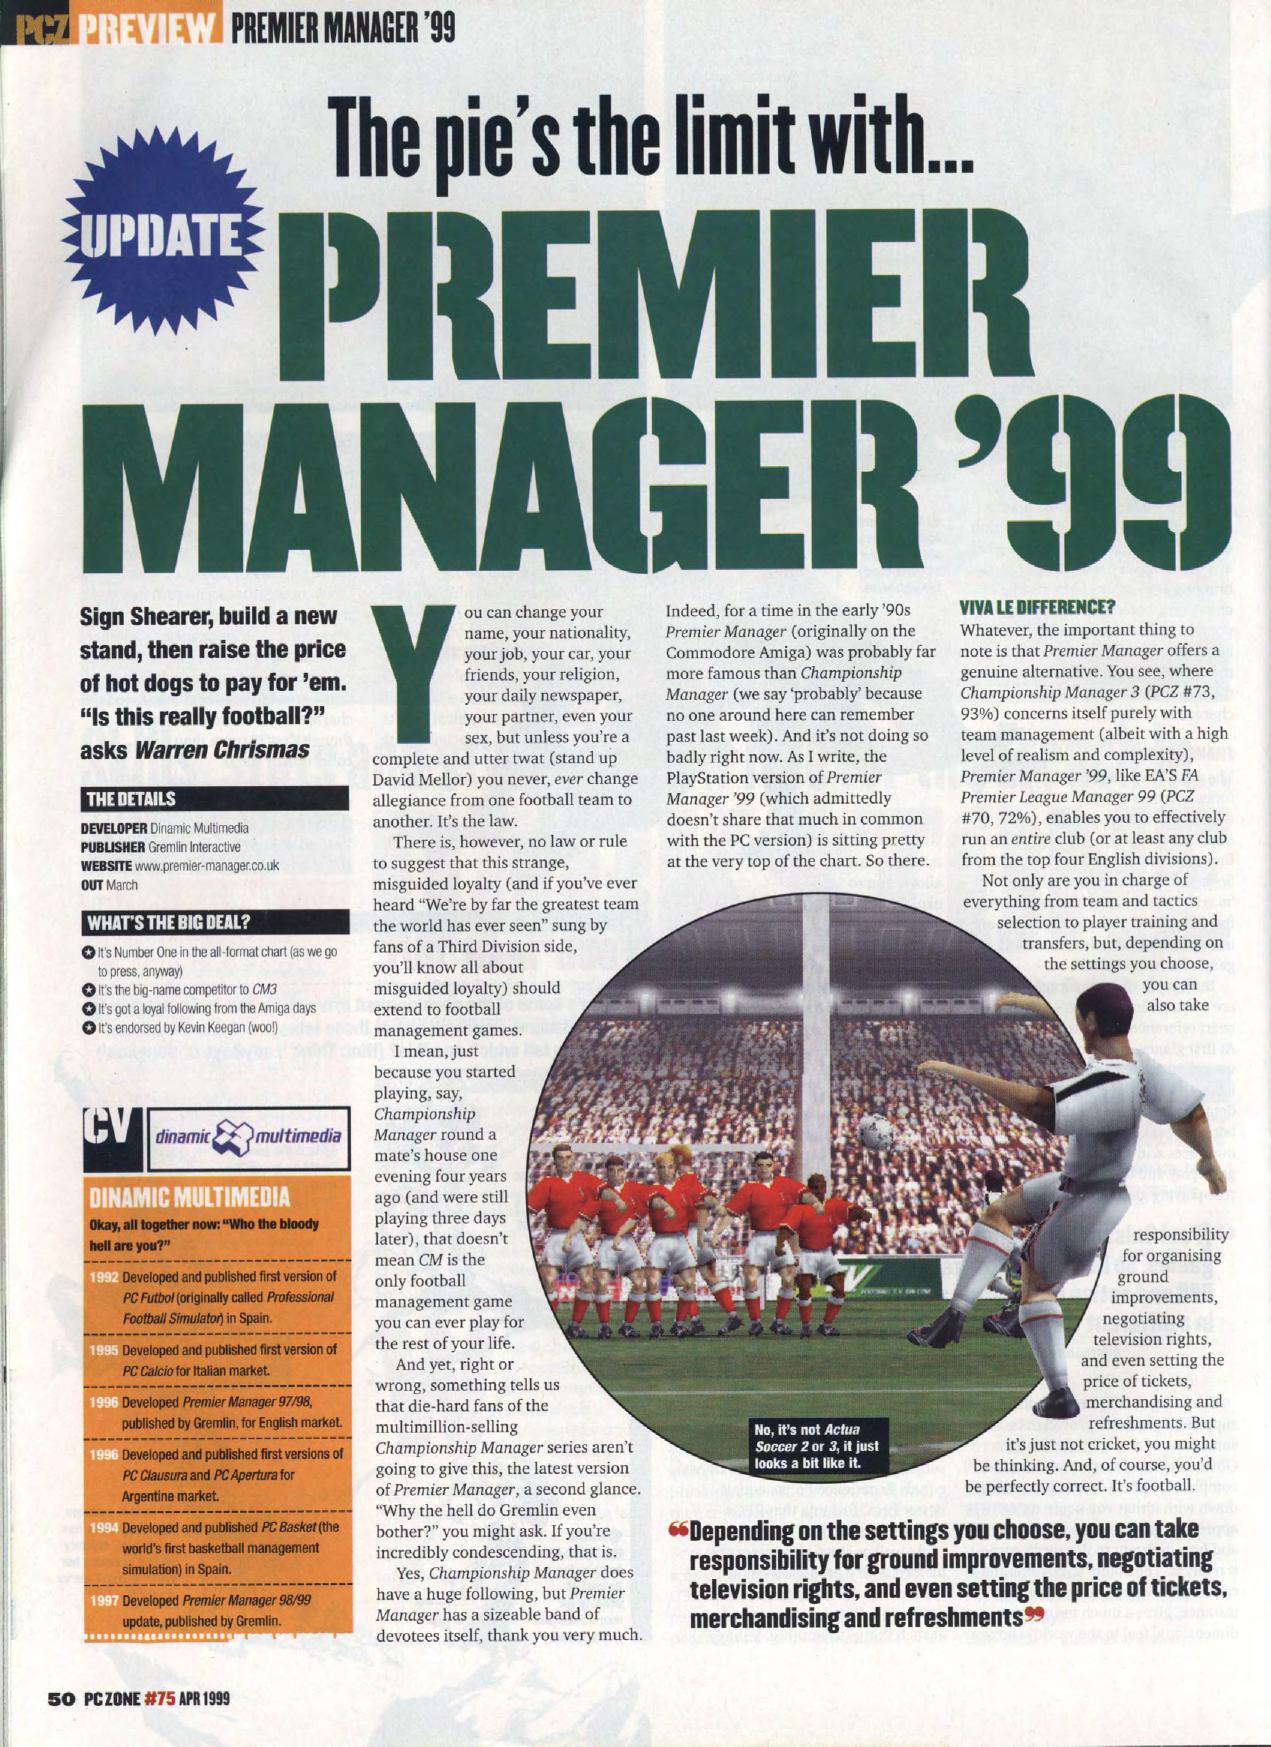 PCZ PREVIEW PREMIER MANAGER '99
The pie's the limit with...
UPDATE
PREMIER
MANAGER '99
Sign Shearer, build a new
stand, then raise the price
of hot dogs to pay for 'em.
“Is this really football?”
asks Warren Chrismas
THE DETAILS
DEVELOPER Dinamic Multimedia
PUBLISHER Gremlin Interactive
WEBSITE www.premier-manager.co.uk
OUT March
WHAT'S THE BIG DEAL?
It's Number One in the all-format chart (as we go
to press, anyway)
It's the big-name competitor to CM3
It's got a loyal following from the Amiga days
It's endorsed by Kevin Keegan (woo!)
CV
dinamic multimedia
DINAMIC MULTIMEDIA
Okay, all together now: “Who the bloody
hell are you?”
1992 Developed and published first version of
PC Futbol (originally called Professional
Football Simulator) in Spain.
1995 Developed and published first version of
PC Calcio for Italian market.
1996 Developed Premier Manager 97/98,
published by Gremlin, for English market.
1996 Developed and published first versions of
PC Clausura and PC Apertura for
Argentine market.
1994 Developed and published PC Basket (the
world's first basketball management
simulation) in Spain.
1997 Developed Premier Manager 98/99
update, published by Gremlin.
You can change your
name, your nationality,
your job, your car, your
friends, your religion,
your daily newspaper,
your partner, even your
sex, but unless you're a
complete and utter twat (stand up
David Mellor) you never, ever change
allegiance from one football team to
another. It's the law.
There is, however, no law or rule
to suggest that this strange,
misguided loyalty (and if you've ever
heard “We're by far the greatest team
the world has ever seen” sung by
fans of a Third Division side,
you'll know all about
misguided loyalty) should
extend to football
management games.
I mean, just
because you started
playing, say,
Championship
Manager round a
mate's house one
evening four years
ago (and were still
playing three days
later), that doesn't
mean CM is the
only football
management game
you can ever play for
the rest of your life.
And yet, right or
wrong, something tells us
that die-hard fans of the
multimillion-selling
Championship Manager series aren't
going to give this, the latest version
of Premier Manager, a second glance.
“Why the hell do Gremlin even
bother?” you might ask. If you're
incredibly condescending, that is.
Yes, Championship Manager does
have a huge following, but Premier
Manager has a sizeable band of
devotees itself, thank you very much.
Indeed, for a time in the early '90s
Premier Manager (originally on the
Commodore Amiga) was probably far
more famous than Championship
Manager (we say 'probably' because
no one around here can remember
past last week). And it's not doing so
badly right now. As I write, the
PlayStation version of Premier
Manager '99 (which admittedly
doesn't share that much in common
with the PC version) is sitting pretty
at the very top of the chart. So there.
VIVA LE DIFFERENCE?
Whatever, the important thing to
note is that Premier Manager offers a
genuine alternative. You see, where
Championship Manager 3 (PCZ #73,
93%) concerns itself purely with
team management (albeit with a high
level of realism and complexity),
Premier Manager '99, like EA'S FA
Premier League Manager 99 (PCZ
#70, 72%), enables you to effectively
run an entire club (or at least any club
from the top four English divisions).
Not only are you in charge of
everything from team and tactics
selection to player training and
transfers, but, depending on
the settings you choose,
you can
also take
responsibility
for organising
ground
improvements,
negotiating
television rights,
and even setting the
price of tickets,
merchandising and
refreshments. But
it's just not cricket, you might
be thinking. And, of course, you'd
be perfectly correct. It's football.
No, it's not Actua
Soccer 2 or 3, it just
looks a bit like it.
“Depending on the settings you choose, you can take
responsibility for ground improvements, negotiating
television rights, and even setting the price of tickets,
merchandising and refreshments”
50 PC ZONE #75 APR 1999